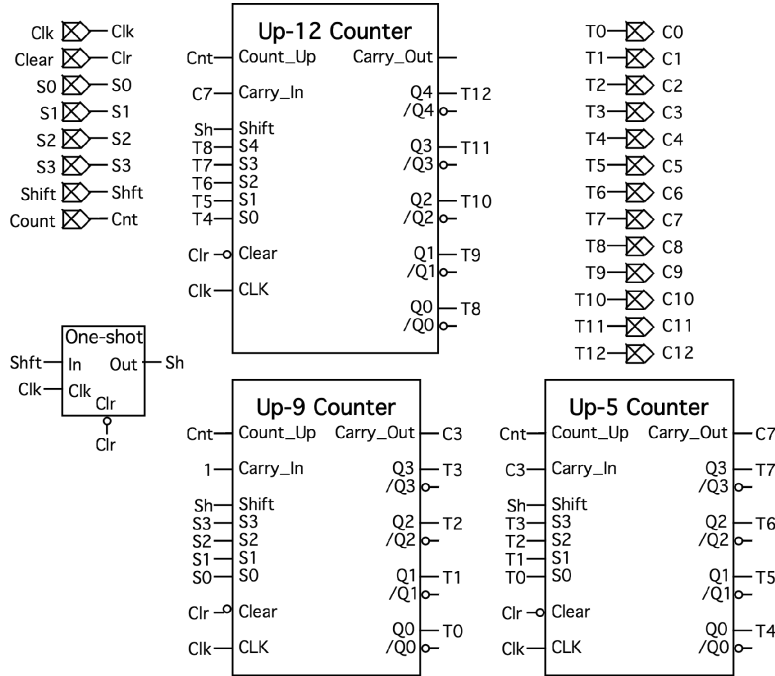 Clk Clk
Clear Clr
S0 S0
S1 S1
S2 S2
S3 S3
Shift Shft
Count Cnt
Up-12 Counter
Cnt Count_Up Carry_Out
C7 Carry_In Q4 T12
/Q4
Sh Shift
T8 S4 Q3 T11
T7 S3 /Q3
T6 S2
T5 S1 Q2 T10
T4 S0 /Q2
Clr Clear Q1 T9
/Q1
Clk CLK
Q0 T8
/Q0
T0 C0
T1 C1
T2 C2
T3 C3
T4 C4
T5 C5
T6 C6
T7 C7
T8 C8
T9 C9
T10 C10
T11 C11
T12 C12
One-shot
Shft In Out Sh
Clk Clk
Clr
Clr
Up-9 Counter
Cnt Count_Up Carry_Out C3
1 Carry_In Q3 T3
/Q3
Sh Shift
S3 S3 Q2 T2
S2 S2 /Q2
S1 S1
S0 S0 Q1 T1
/Q1
Clr Clear
Q0 T0
Clk CLK /Q0
Up-5 Counter
Cnt Count_Up Carry_Out C7
C3 Carry_In Q3 T7
/Q3
Sh Shift
T3 S3 Q2 T6
T2 S2 /Q2
T1 S1
T0 S0 Q1 T5
/Q1
Clr Clear
Q0 T4
Clk CLK /Q0